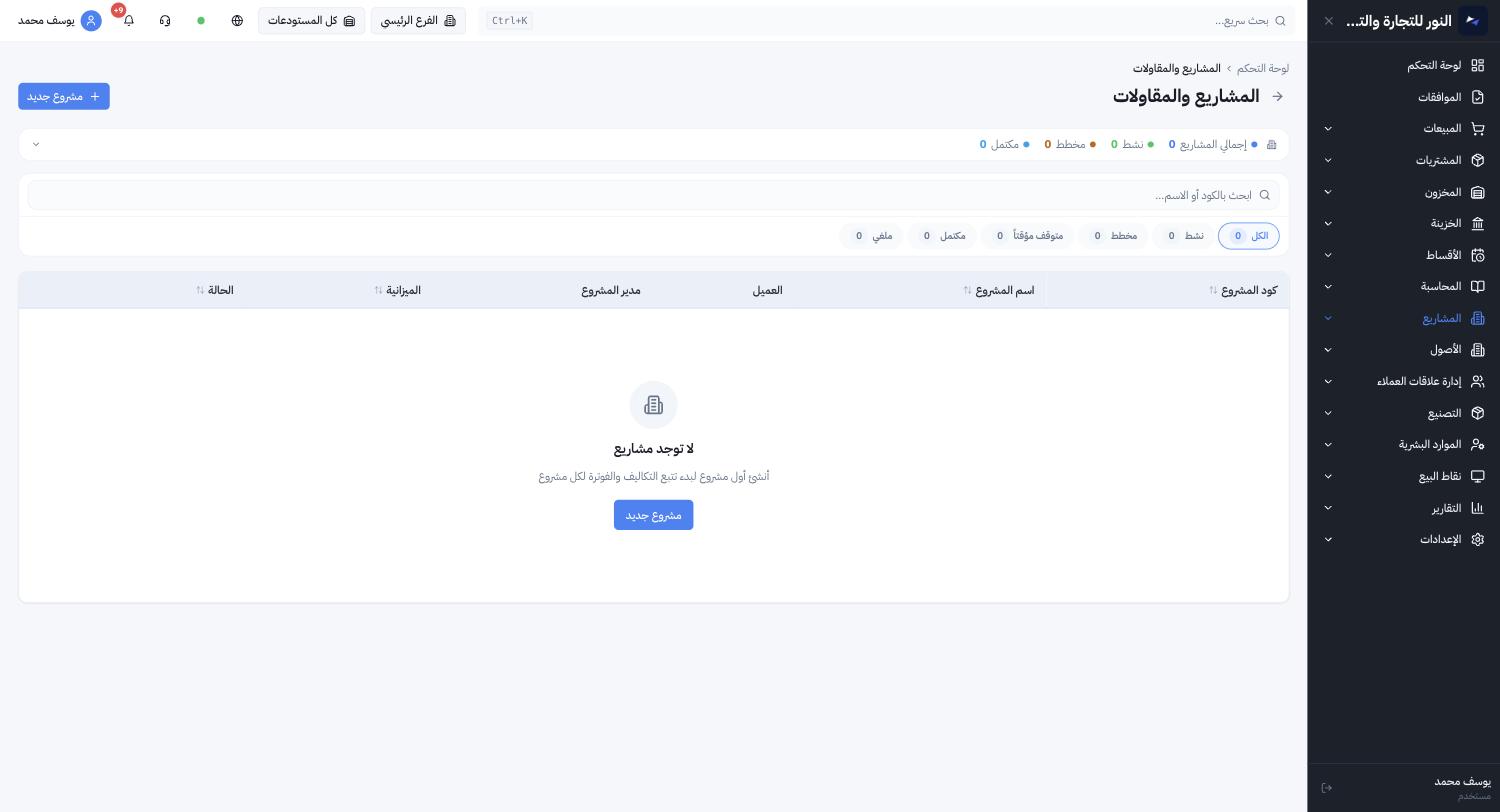 النور للتجارة والتـ...
لوحة التحكم
الموافقات
المبيعات
المشتريات
المخزون
الخزينة
الأقساط
المحاسبة
المشاريع
الأصول
إدارة علاقات العملاء
التصنيع
الموارد البشرية
نقاط البيع
التقارير
الإعدادات
يوسف محمد
مستخدم
بحث سريع... Ctrl+K
الفرع الرئيسي
كل المستودعات
+9
يوسف محمد
لوحة التحكم › المشاريع والمقاولات
المشاريع والمقاولات
مشروع جديد
إجمالي المشاريع 0 نشط 0 مخطط 0 مكتمل 0
ابحث بالكود أو الاسم...
الكل 0 نشط 0 مخطط 0 متوقف مؤقتاً 0 مكتمل 0 ملغي 0
كود المشروع اسم المشروع العميل مدير المشروع الميزانية الحالة
لا توجد مشاريع
أنشئ أول مشروع لبدء تتبع التكاليف والفوترة لكل مشروع
مشروع جديد